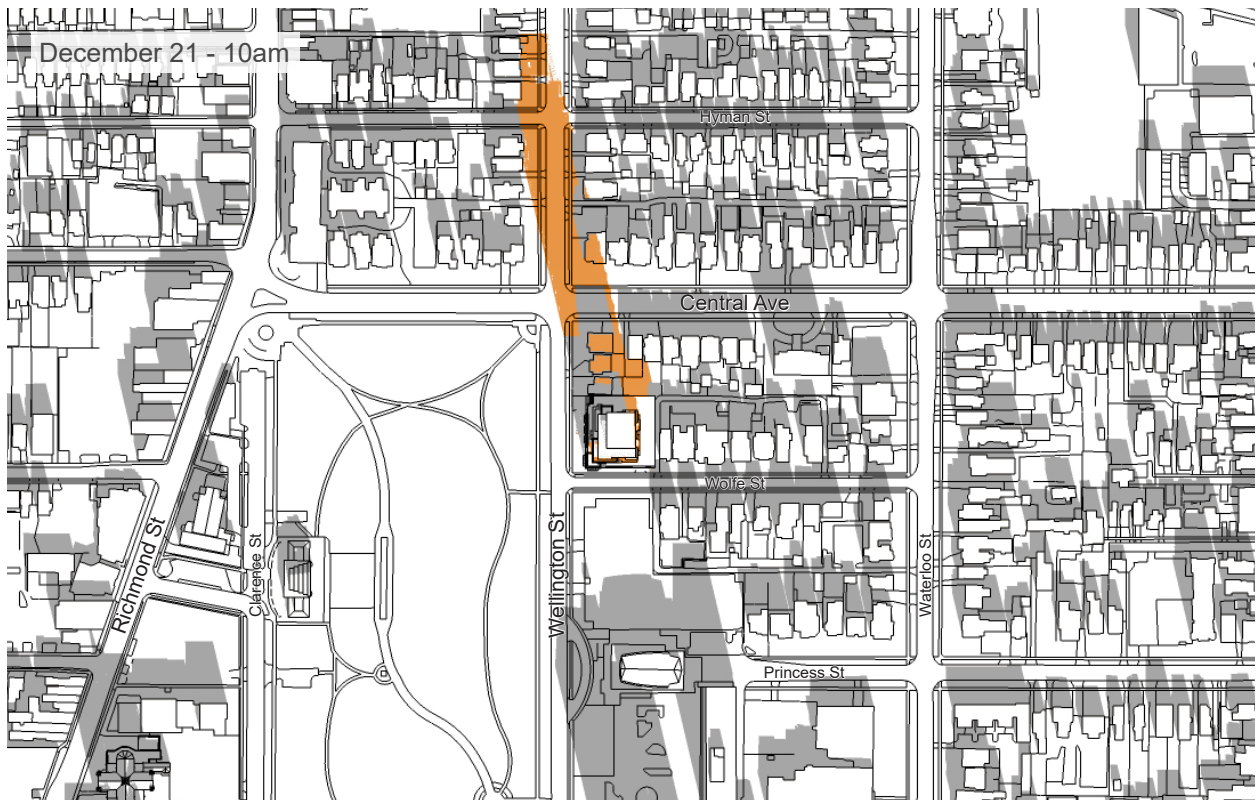 December 21 - 10am
Hyman St
Central Ave
Wolfe St
Wellington St
Richmond St
Clarence St
Waterloo St
Princess St